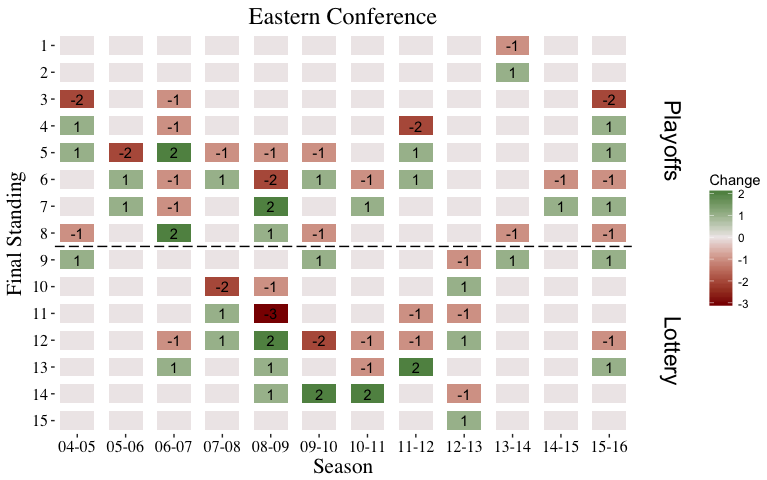 Eastern Conference
1 -1
2 1
3 -2 -1 -2
4 1 -1 -2 1
5 1 -2 2 -1 -1 -1 1 1
6 1 -1 1 -2 1 -1 1 -1 -1
7 1 -1 2 1 1 1
8 -1 2 1 -1 -1 -1
9 1 1 -1 1 1
10 -2 -1 1
11 1 -3 -1 -1
12 -1 1 2 -2 -1 -1 1 -1
13 1 1 -1 2 1
14 1 2 2 -1
15 1
04-05 05-06 06-07 07-08 08-09 09-10 10-11 11-12 12-13 13-14 14-15 15-16
Season
Final Standing
Playoffs
Lottery
Change
2
1
0
-1
-2
-3